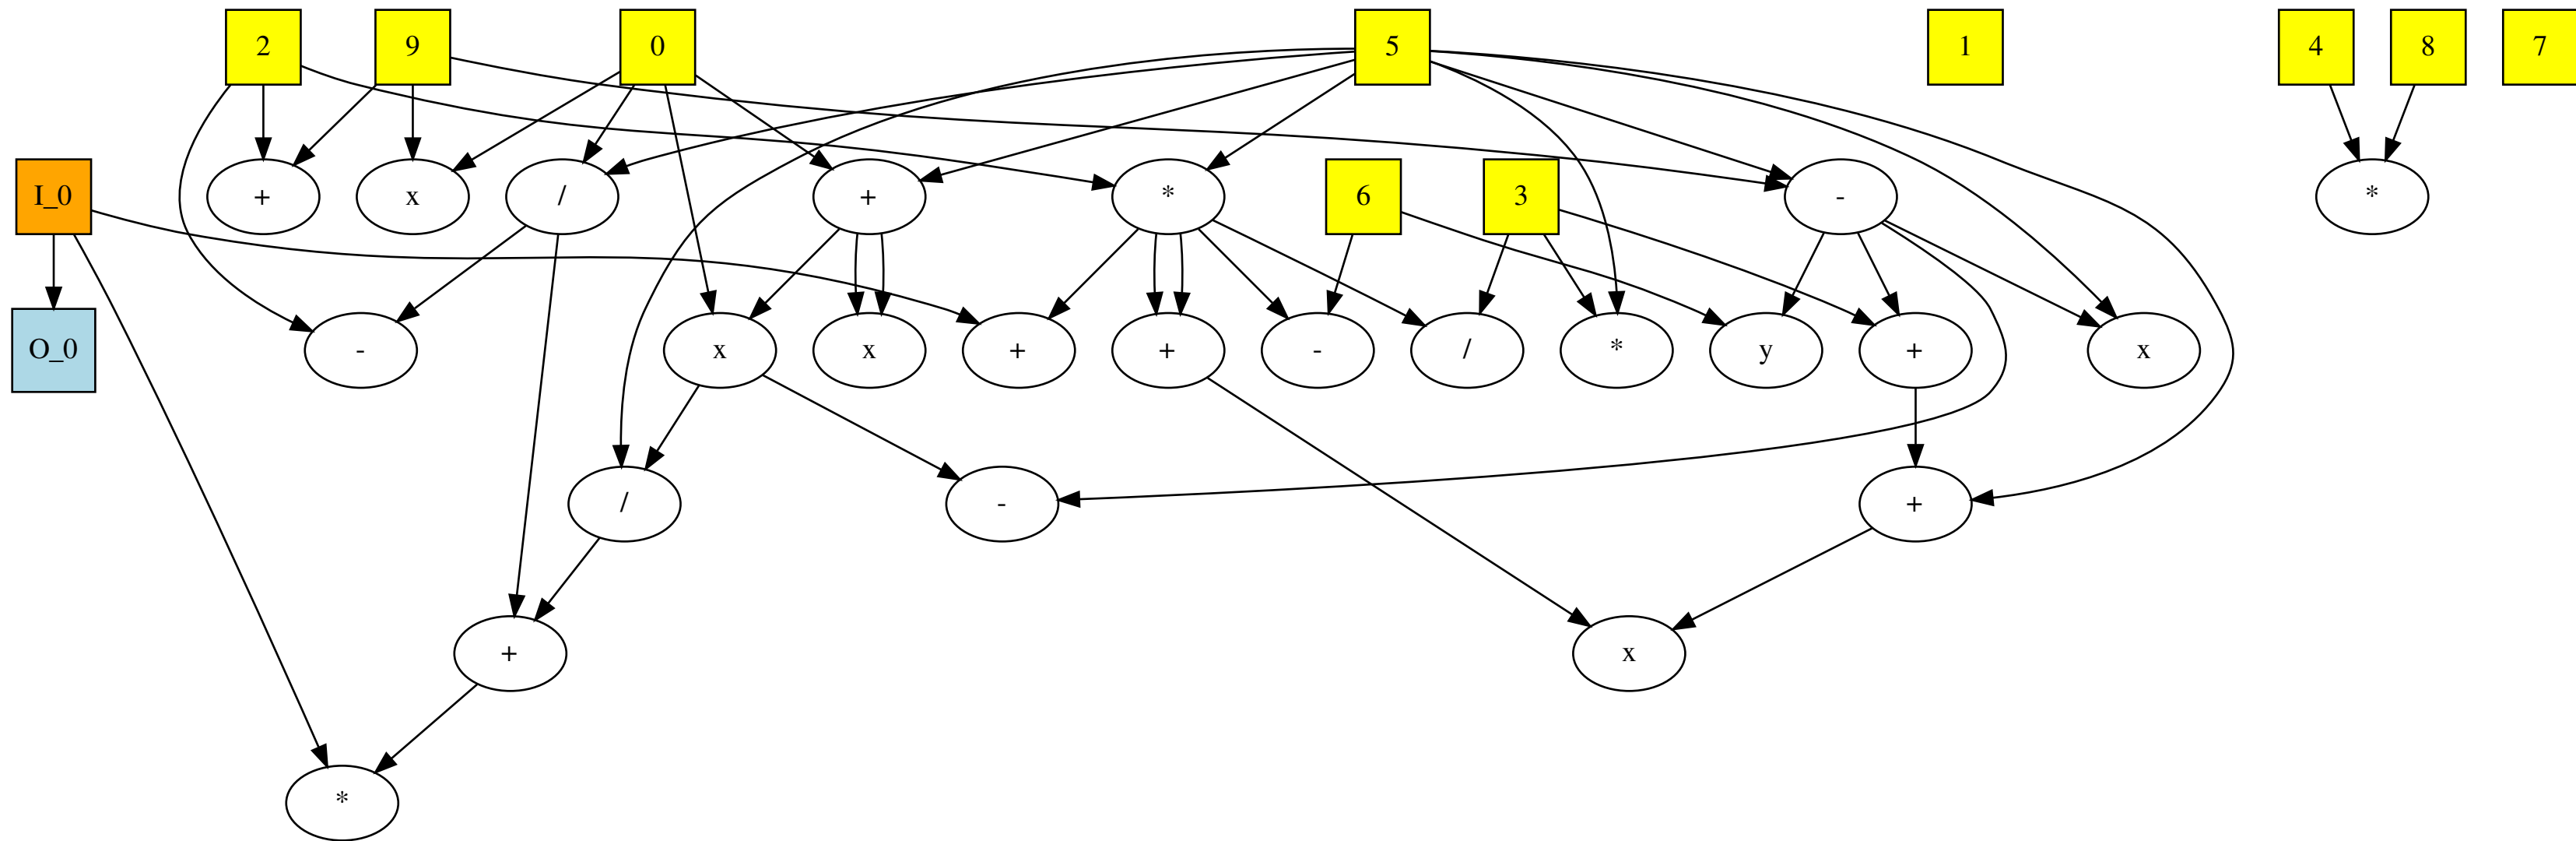 2 9 0 5 1 4 8 7
I_0 + x / + * 6 3 - *
O_0 - x x + + - / * y + x
/ - +
+ x
*